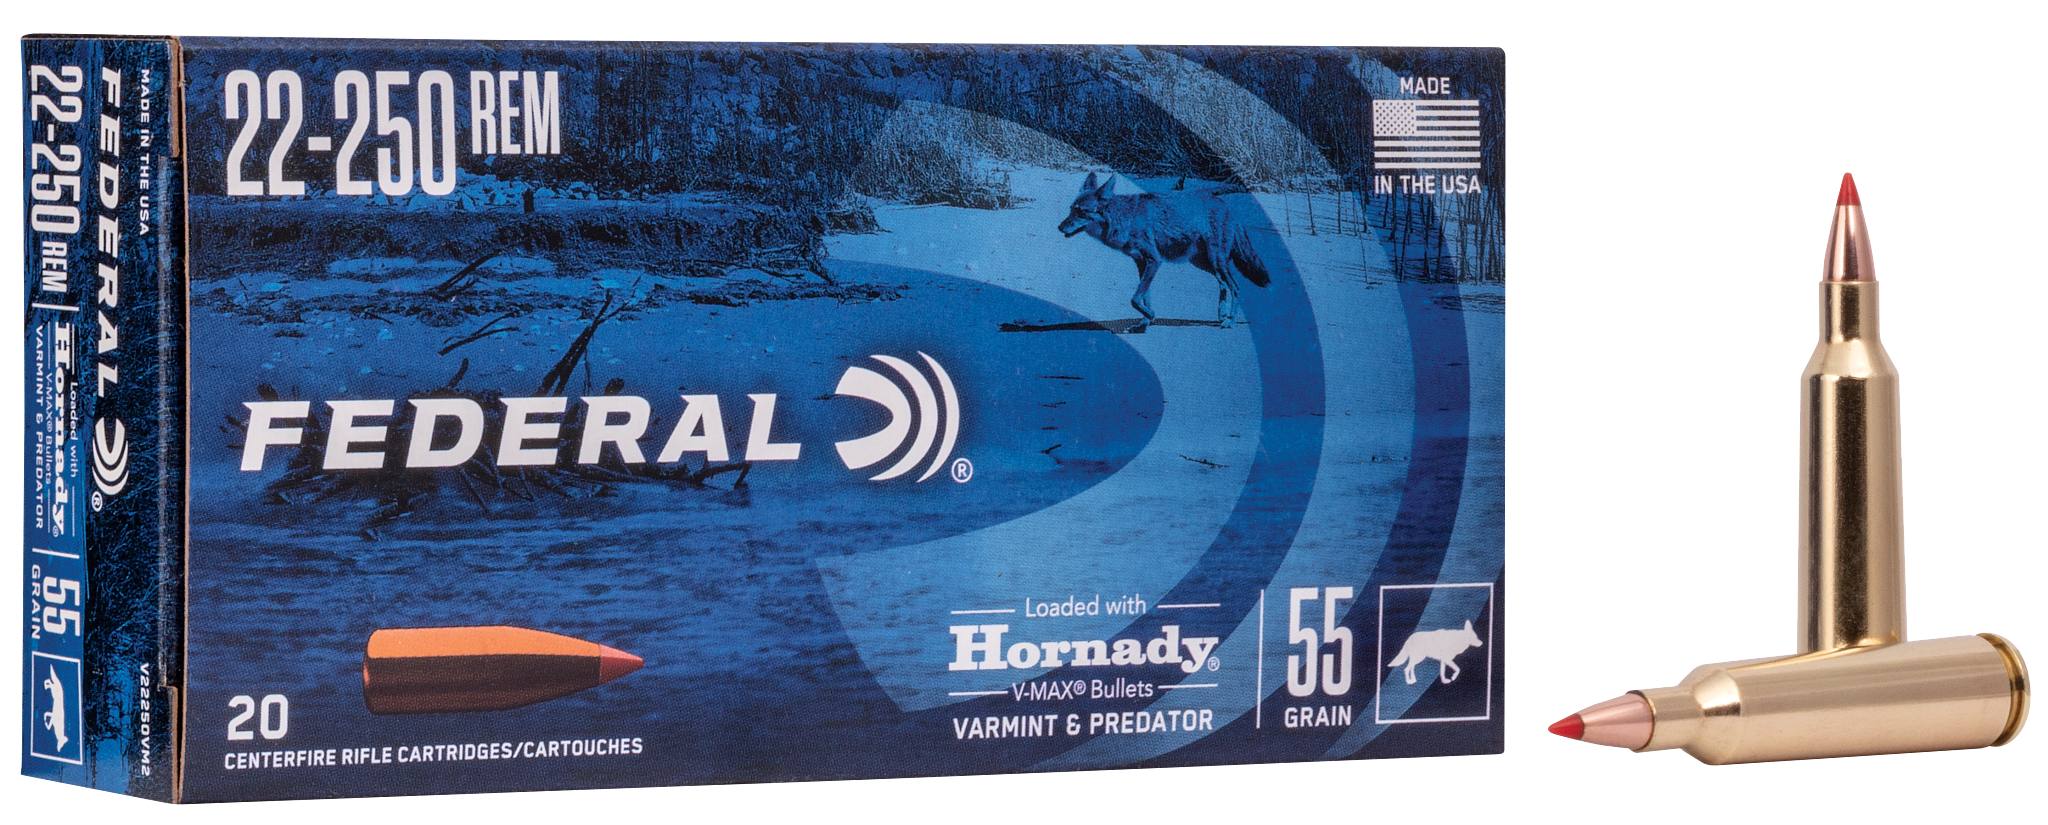 22-250 REM
MADE
IN THE USA
FEDERAL ®
Loaded with
Hornady®
V-MAX® Bullets
VARMINT & PREDATOR
55
GRAIN
20
CENTERFIRE RIFLE CARTRIDGES/CARTOUCHES
MADE IN THE USA
V22250VM2
FEDERAL ®
22-250 REM
Loaded with
Hornady®
V-MAX® Bullets
VARMINT & PREDATOR
55
GRAIN